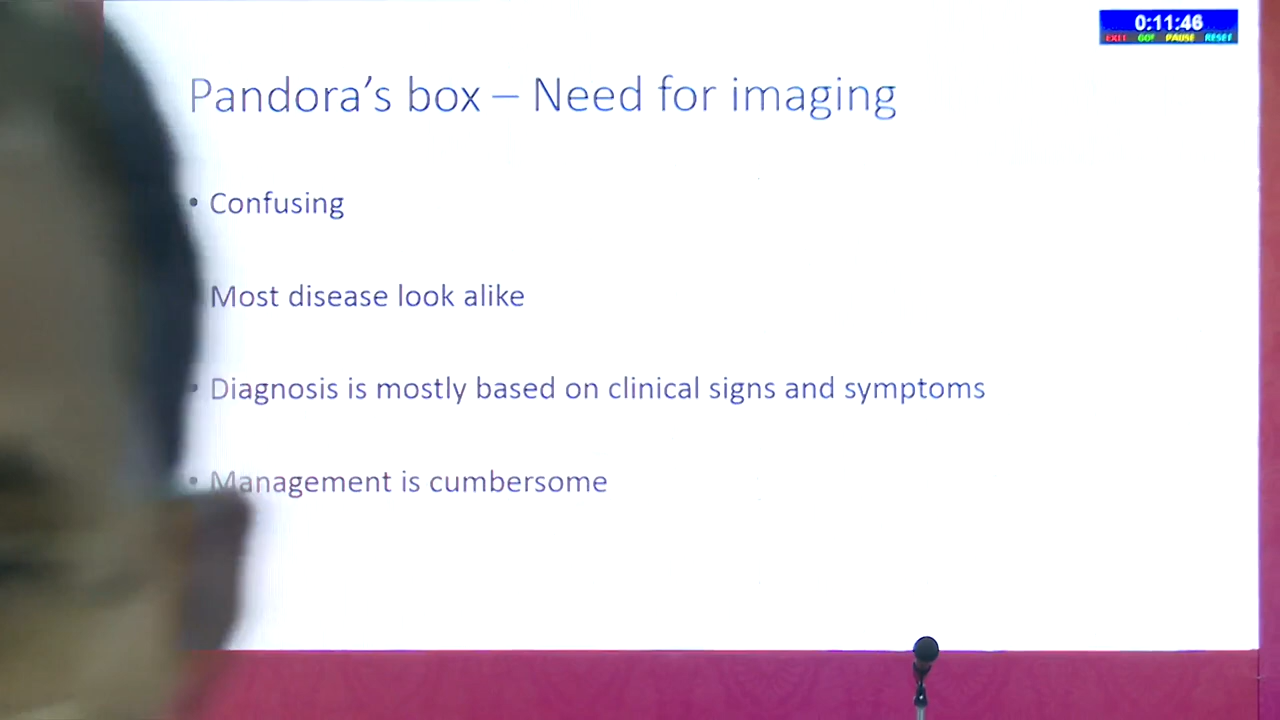 0:11:46
EXIT GO! PAUSE RESET
Pandora's box – Need for imaging
• Confusing
Most disease look alike
• Diagnosis is mostly based on clinical signs and symptoms
• Management is cumbersome